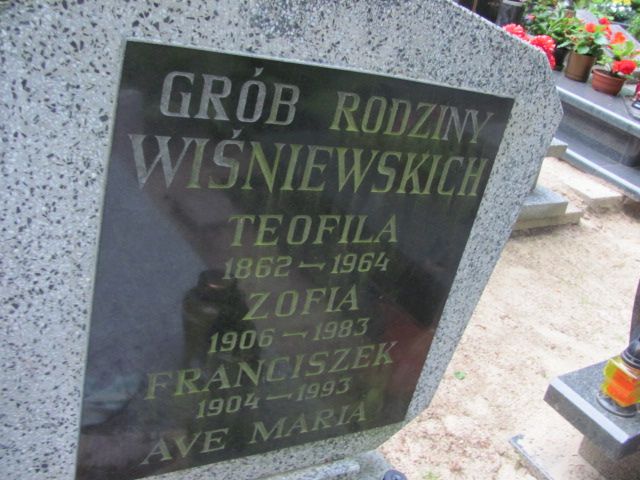 GRÓB RODZINY
WIŚNIEWSKICH
TEOFILA
1862 - 1964
ZOFIA
1906 - 1983
FRANCISZEK
1904 - 1993
AVE MARIA